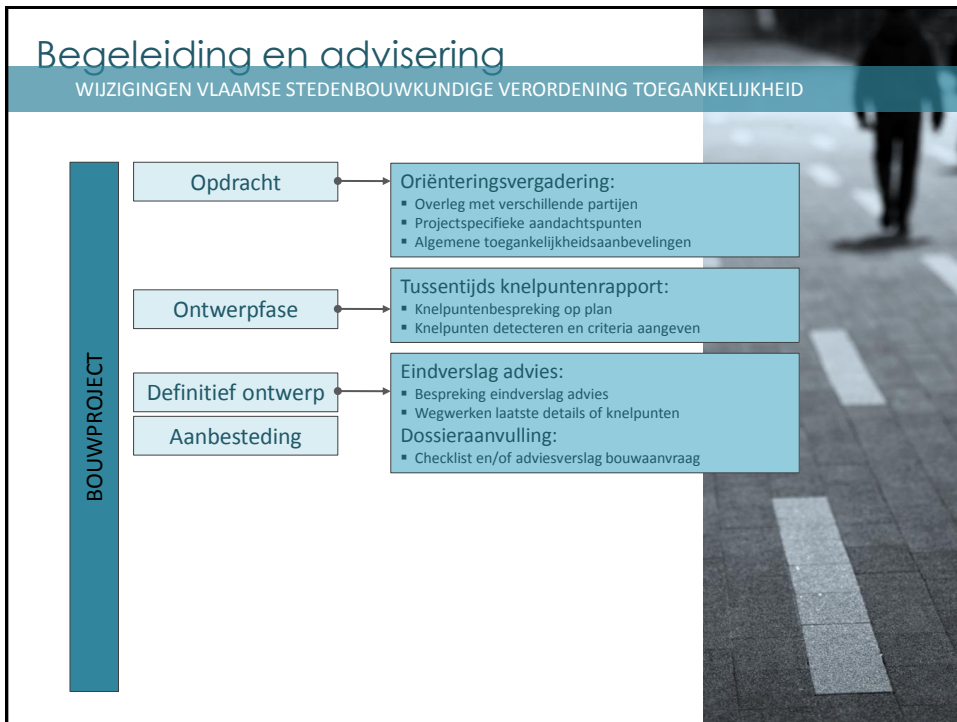 Begeleiding en advisering
WIJZIGINGEN VLAAMSE STEDENBOUWKUNDIGE VERORDENING TOEGANKELIJKHEID
BOUWPROJECT
Opdracht
Oriënteringsvergadering:
▪ Overleg met verschillende partijen
▪ Projectspecifieke aandachtspunten
▪ Algemene toegankelijkheidsaanbevelingen
Ontwerpfase
Tussentijds knelpuntenrapport:
▪ Knelpuntenbespreking op plan
▪ Knelpunten detecteren en criteria aangeven
Definitief ontwerp
Aanbesteding
Eindverslag advies:
▪ Bespreking eindverslag advies
▪ Wegwerken laatste details of knelpunten
Dossieraanvulling:
▪ Checklist en/of adviesverslag bouwaanvraag